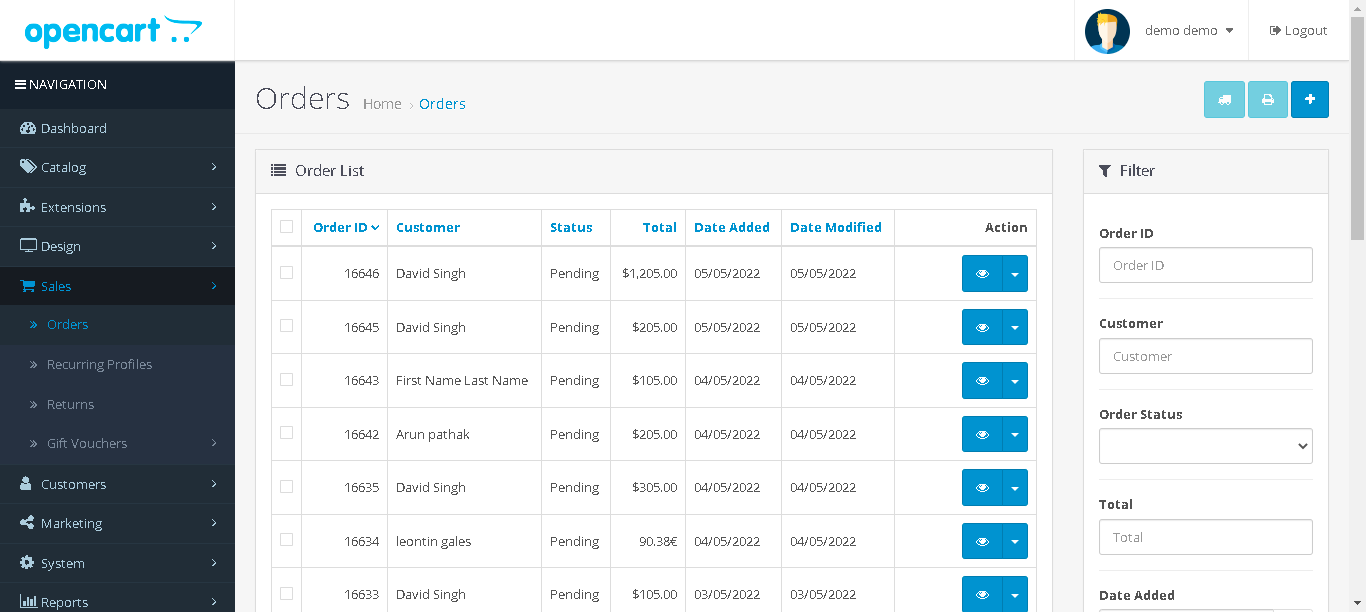 opencart
demo demo
Logout
NAVIGATION
Dashboard
Catalog
Extensions
Design
Sales
Orders
Recurring Profiles
Returns
Gift Vouchers
Customers
Marketing
System
Reports
Orders Home › Orders
Order List
Order ID Customer Status Total Date Added Date Modified Action
16646 David Singh Pending $1,205.00 05/05/2022 05/05/2022
16645 David Singh Pending $205.00 05/05/2022 05/05/2022
16643 First Name Last Name Pending $105.00 04/05/2022 04/05/2022
16642 Arun pathak Pending $205.00 04/05/2022 04/05/2022
16635 David Singh Pending $305.00 04/05/2022 04/05/2022
16634 leontin gales Pending 90.38€ 04/05/2022 04/05/2022
16633 David Singh Pending $105.00 03/05/2022 03/05/2022
Filter
Order ID
Order ID
Customer
Customer
Order Status
Total
Total
Date Added